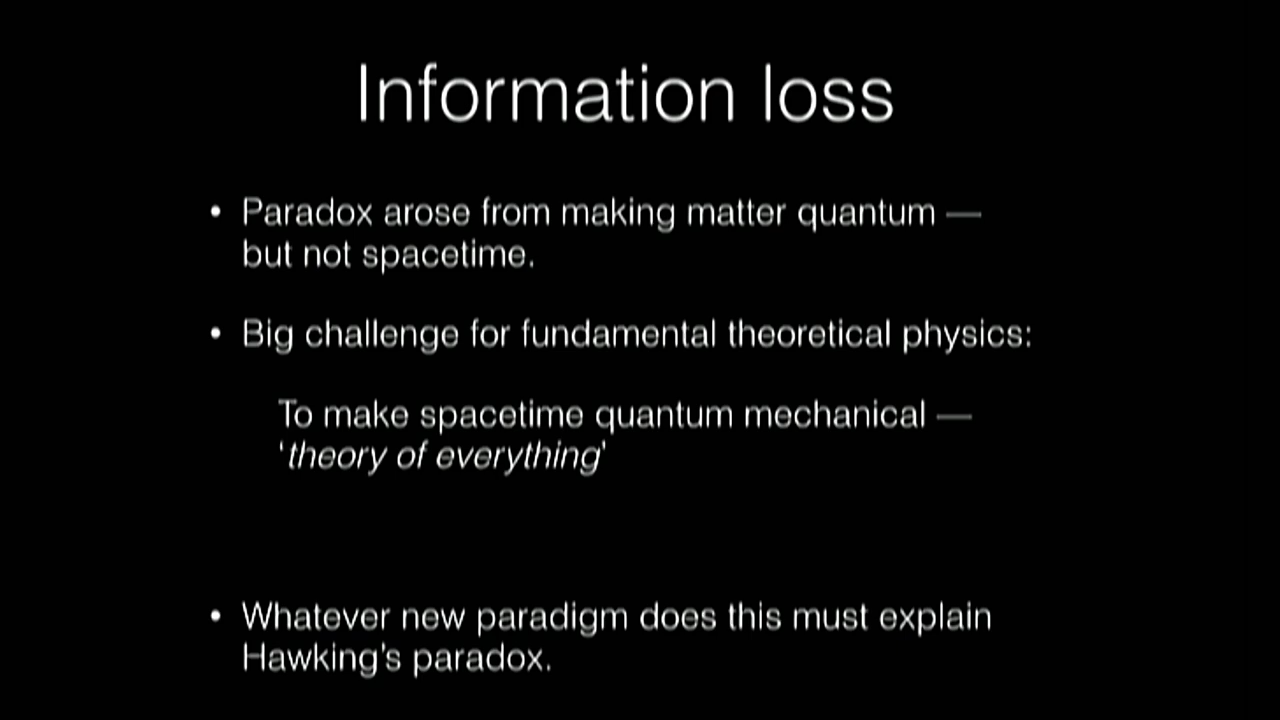 Information loss
• Paradox arose from making matter quantum —
but not spacetime.
• Big challenge for fundamental theoretical physics:
To make spacetime quantum mechanical —
‘theory of everything’
• Whatever new paradigm does this must explain
Hawking’s paradox.